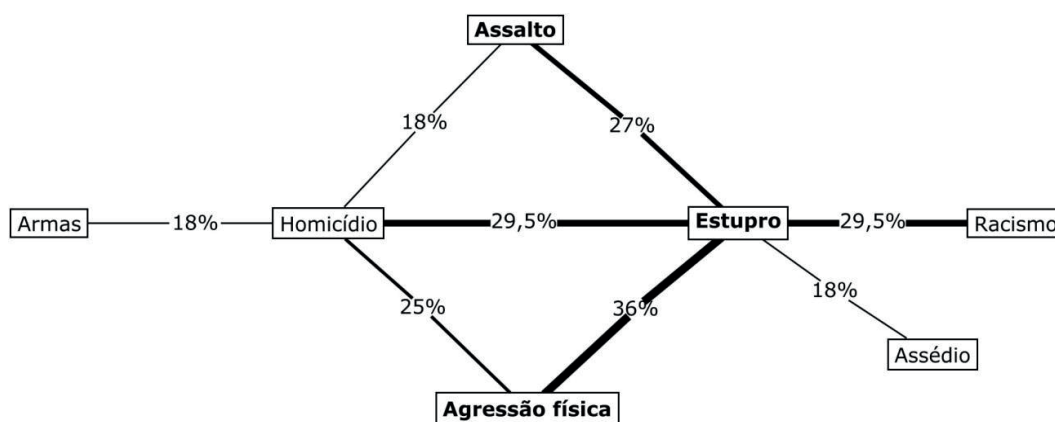 Assalto
18%
27%
Armas
18%
Homicídio
29,5%
Estupro
29,5%
Racismo
25%
36%
18%
Assédio
Agressão física